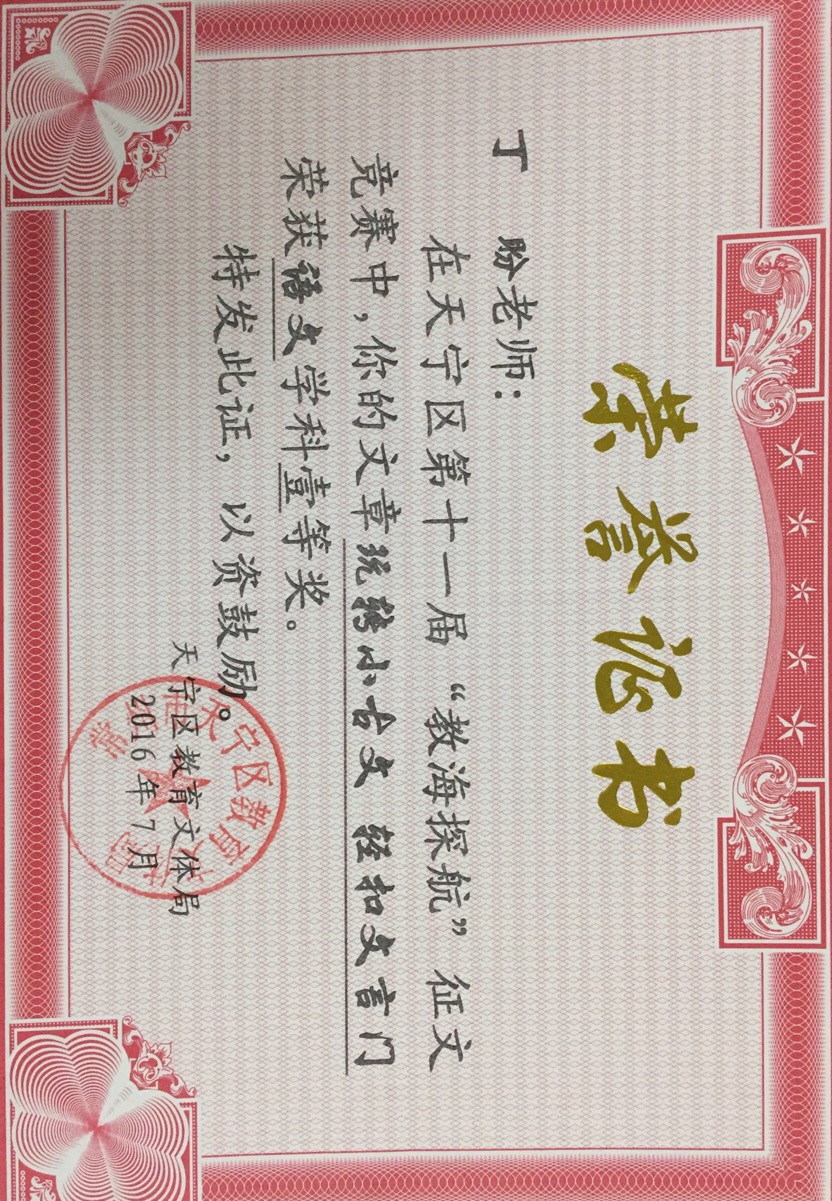 荣誉证书
丁 盼老师：
在天宁区第十一届“教海探航”征文
竞赛中，你的文章玩转小古文 轻扣文言门
荣获语文学科壹等奖。
特发此证，以资鼓励。
天宁区教育文体局
2016年7月